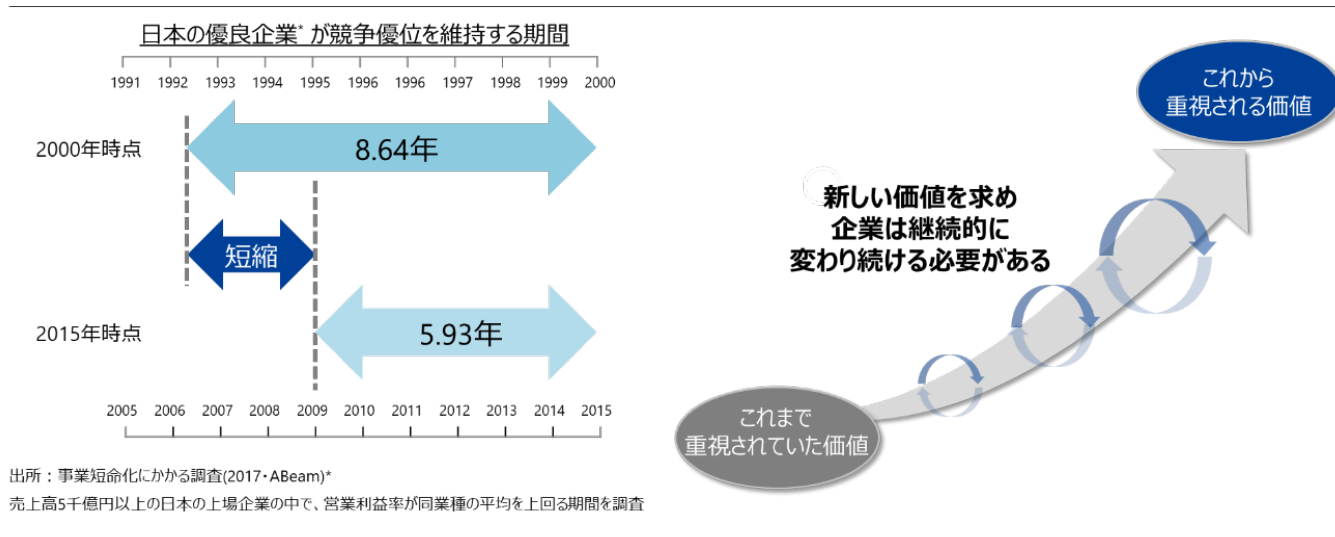 日本の優良企業* が競争優位を維持する期間
1991 1992 1993 1994 1995 1996 1996 1997 1998 1999 2000
2000年時点
8.64年
短縮
2015年時点
5.93年
2005 2006 2007 2008 2009 2010 2011 2012 2013 2014 2015
出所：事業短命化にかかる調査(2017・ABeam)*
売上高5千億円以上の日本の上場企業の中で、営業利益率が同業種の平均を上回る期間を調査
これから
重視される価値
新しい価値を求め
企業は継続的に
変わり続ける必要がある
これまで
重視されていた価値